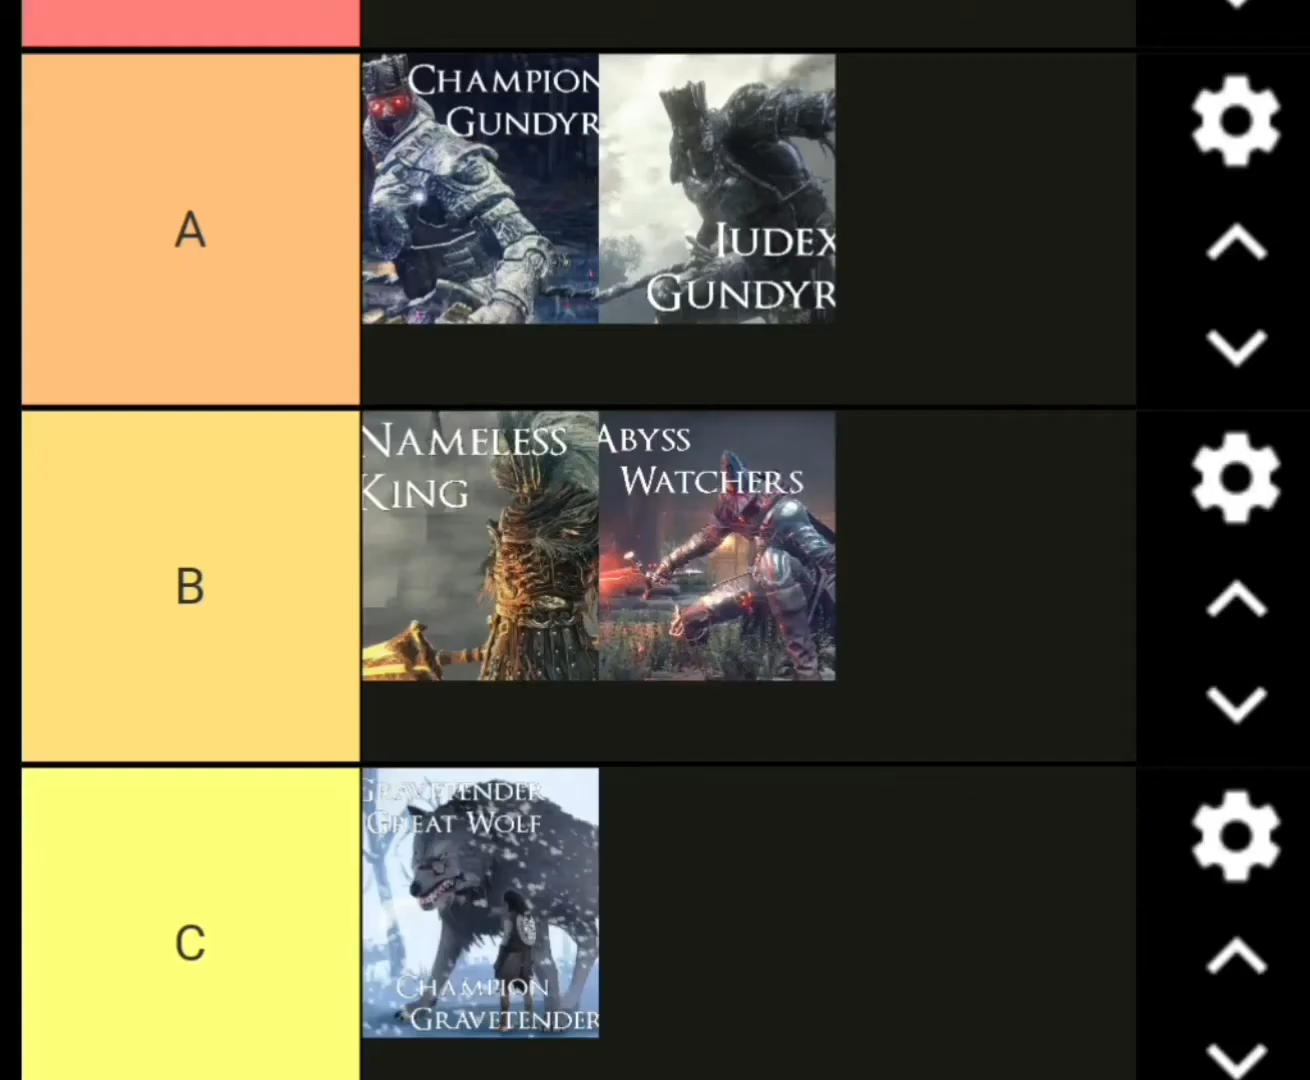 A
CHAMPION
GUNDYR
IUDEX
GUNDYR
B
NAMELESS
KING
ABYSS
WATCHERS
C
GRAVETENDER
GREAT WOLF
CHAMPION
GRAVETENDER